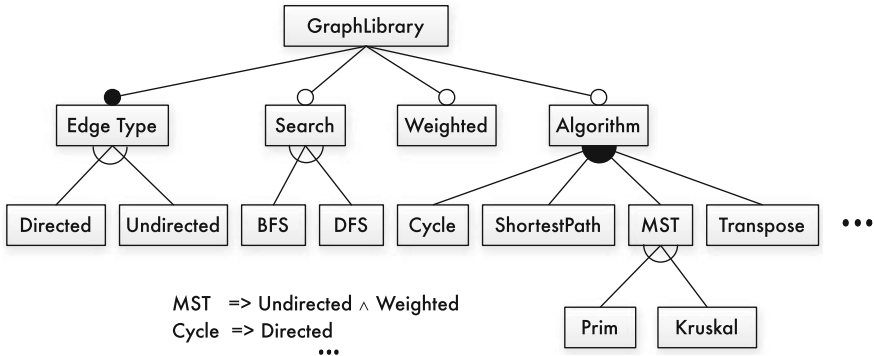 GraphLibrary
Edge Type Search Weighted Algorithm
Directed Undirected BFS DFS Cycle ShortestPath MST Transpose •••
MST => Undirected ∧ Weighted
Prim Kruskal
Cycle => Directed
•••